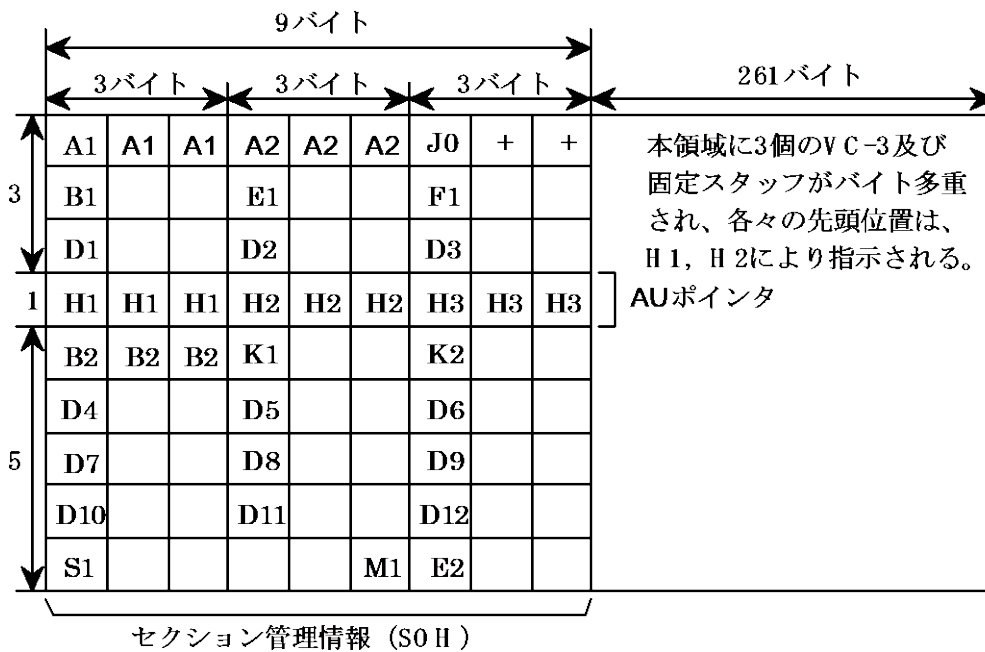 9バイト
3バイト 3バイト 3バイト 261バイト
A1 A1 A1 A2 A2 A2 J0 + +
3 B1 E1 F1
D1 D2 D3
本領域に3個のVC-3及び
固定スタッフがバイト多重
され、各々の先頭位置は、
H1, H2により指示される。
1 H1 H1 H1 H2 H2 H2 H3 H3 H3 AUポインタ
B2 B2 B2 K1 K2
D4 D5 D6
5 D7 D8 D9
D10 D11 D12
S1 M1 E2
セクション管理情報 (SOH)